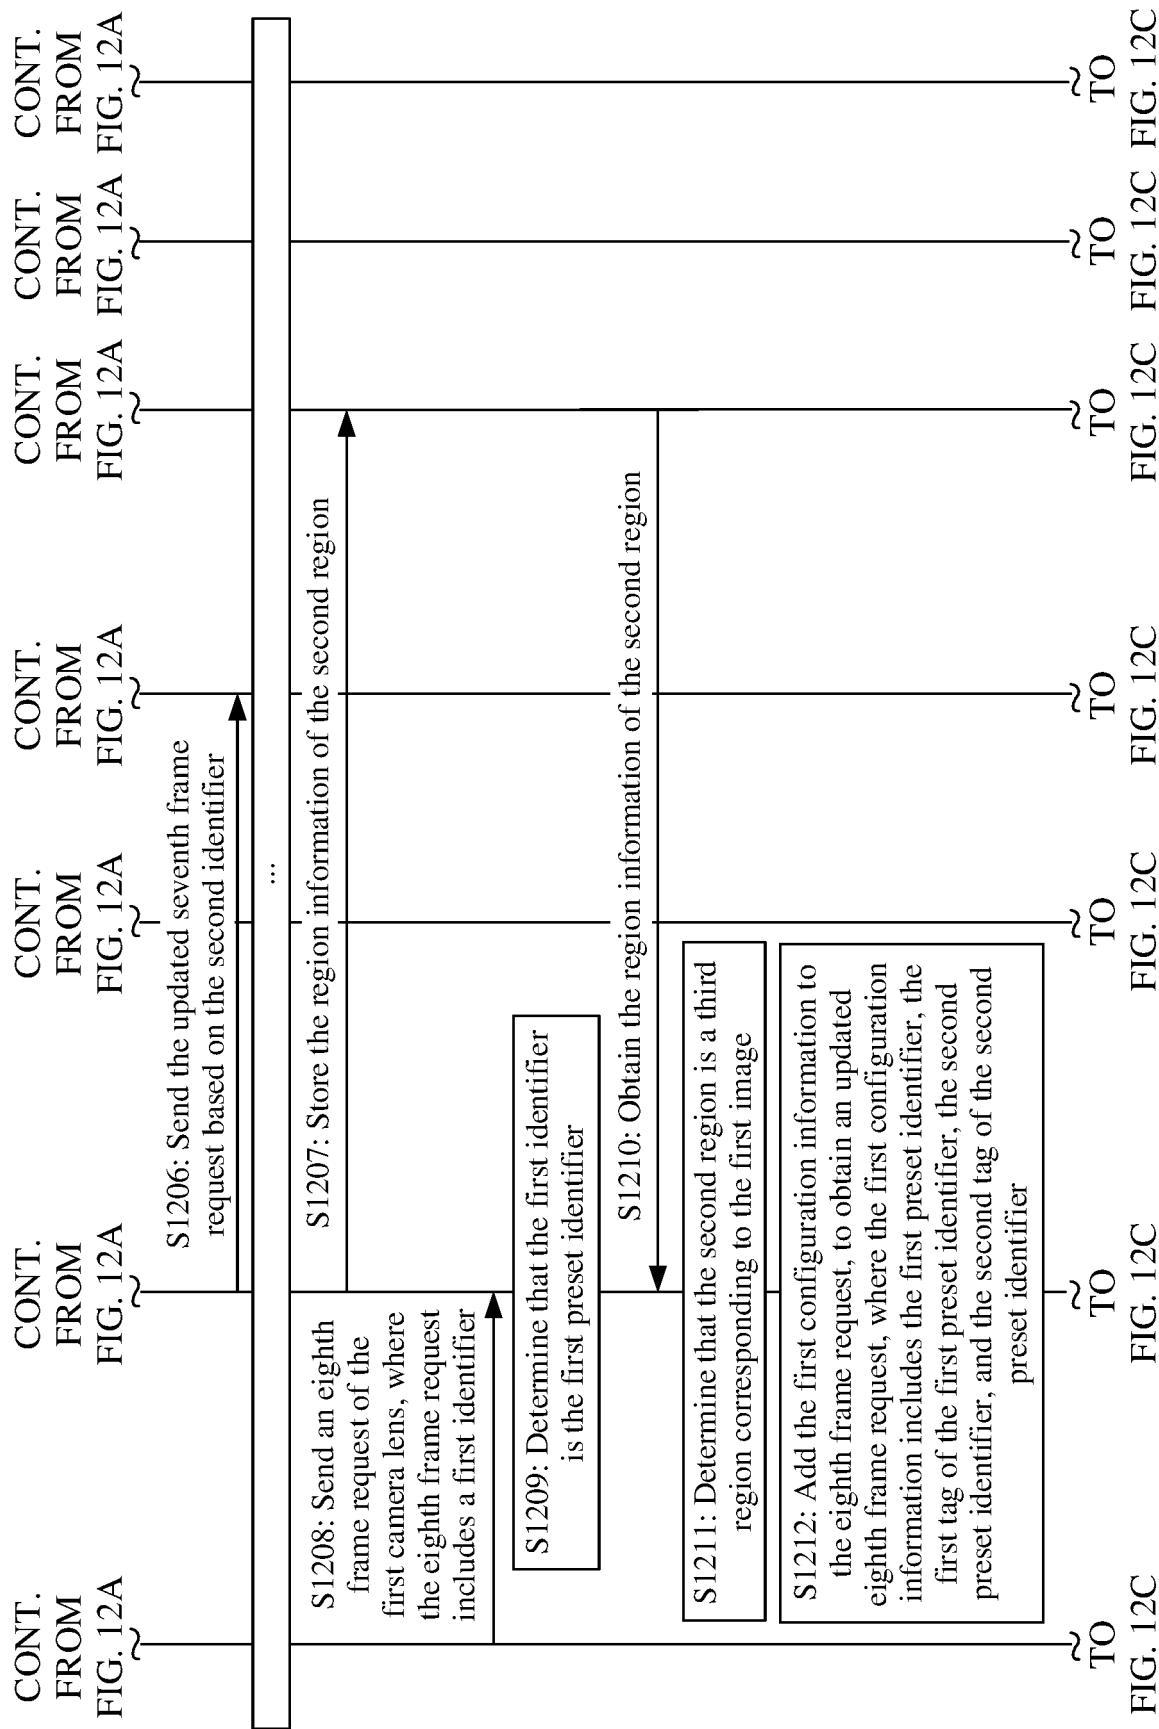 CONT.
FROM
FIG. 12A
CONT.
FROM
FIG. 12A
CONT.
FROM
FIG. 12A
CONT.
FROM
FIG. 12A
CONT.
FROM
FIG. 12A
CONT.
FROM
FIG. 12A
CONT.
FROM
FIG. 12A
S1206: Send the updated seventh frame
request based on the second identifier
...
S1207: Store the region information of the second region
S1208: Send an eighth
frame request of the
first camera lens, where
the eighth frame request
includes a first identifier
S1209: Determine that the first identifier
is the first preset identifier
S1210: Obtain the region information of the second region
S1211: Determine that the second region is a third
region corresponding to the first image
S1212: Add the first configuration information to
the eighth frame request, to obtain an updated
eighth frame request, where the first configuration
information includes the first preset identifier, the
first tag of the first preset identifier, the second
preset identifier, and the second tag of the second
preset identifier
TO
FIG. 12C
TO
FIG. 12C
TO
FIG. 12C
TO
FIG. 12C
TO
FIG. 12C
TO
FIG. 12C
TO
FIG. 12C